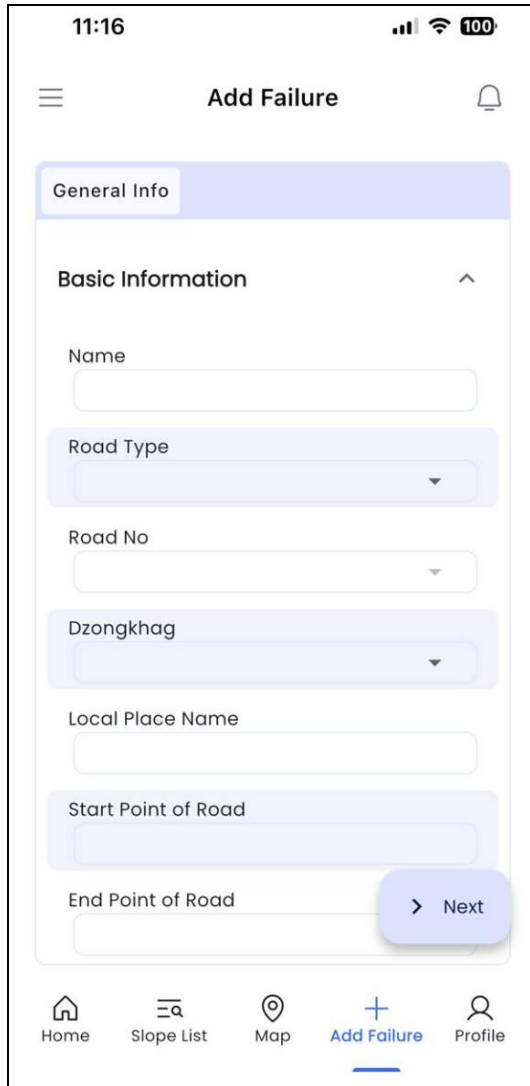 11:16
100
Add Failure
General Info
Basic Information
Name
Road Type
Road No
Dzongkhag
Local Place Name
Start Point of Road
End Point of Road
Next
Home
Slope List
Map
Add Failure
Profile